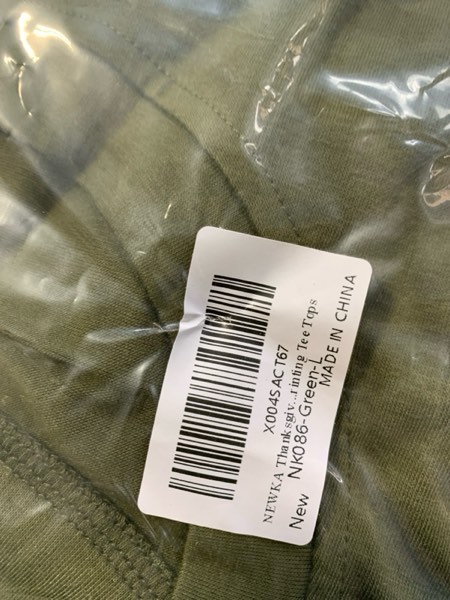 X004SACT67
NEWKA Thanksgiv...rinting Tee Tops
New NK086-Green-L
MADE IN CHINA